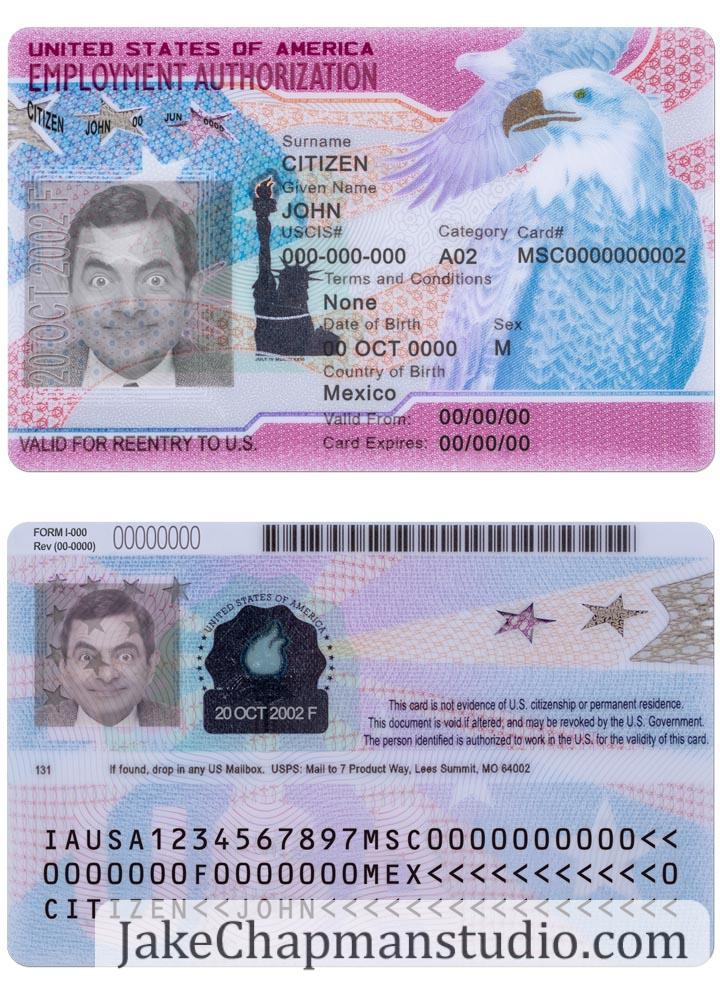 UNITED STATES OF AMERICA
EMPLOYMENT AUTHORIZATION
CITIZEN JOHN 00 JUN 0000
Surname
CITIZEN
Given Name
JOHN
USCIS# Category Card#
000-000-000 A02 MSC0000000002
Terms and Conditions
None
Date of Birth Sex
00 OCT 0000 M
Country of Birth
Mexico
Valid From: 00/00/00
Card Expires: 00/00/00
VALID FOR REENTRY TO U.S.
20 OCT 2002 F
FORM I-000 00000000
Rev (00-0000)
UNITED STATES OF AMERICA
20 OCT 2002 F
This card is not evidence of U.S. citizenship or permanent residence.
This document is void if altered, and may be revoked by the U.S. Government.
The person identified is authorized to work in the U.S. for the validity of this card.
131 If found, drop in any US Mailbox. USPS: Mail to 7 Product Way, Lees Summit, MO 64002
IAUSA1234567897MSC0000000000<<
0000000F0000000MEX<<<<<<<<<<<0
CITIZEN<<JOHN<<<<<<<<<<<<<<<<<
JakeChapmanstudio.com